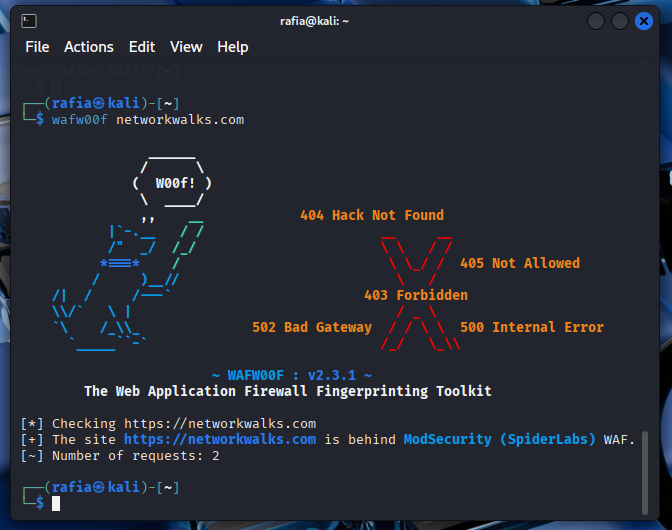 rafia@kali: ~
File Actions Edit View Help
┌──(rafia㉿kali)-[~]
└─$ wafw00f networkwalks.com
W00f!
404 Hack Not Found
405 Not Allowed
403 Forbidden
502 Bad Gateway 500 Internal Error
~ WAFW00F : v2.3.1 ~
The Web Application Firewall Fingerprinting Toolkit
[*] Checking https://networkwalks.com
[+] The site https://networkwalks.com is behind ModSecurity (SpiderLabs) WAF.
[~] Number of requests: 2
┌──(rafia㉿kali)-[~]
└─$